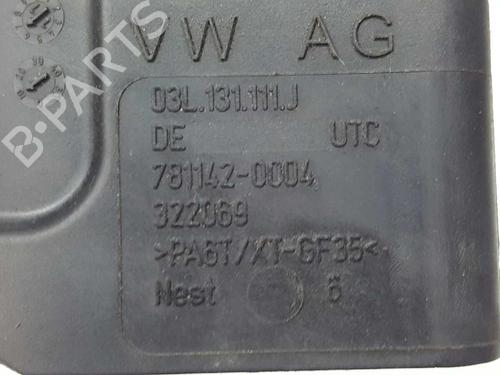 VW AG
03L.131.111.J
DE UTC
781142-0004
322069
>PA6T/XT-GF35<
Nest 6
B-PARTS